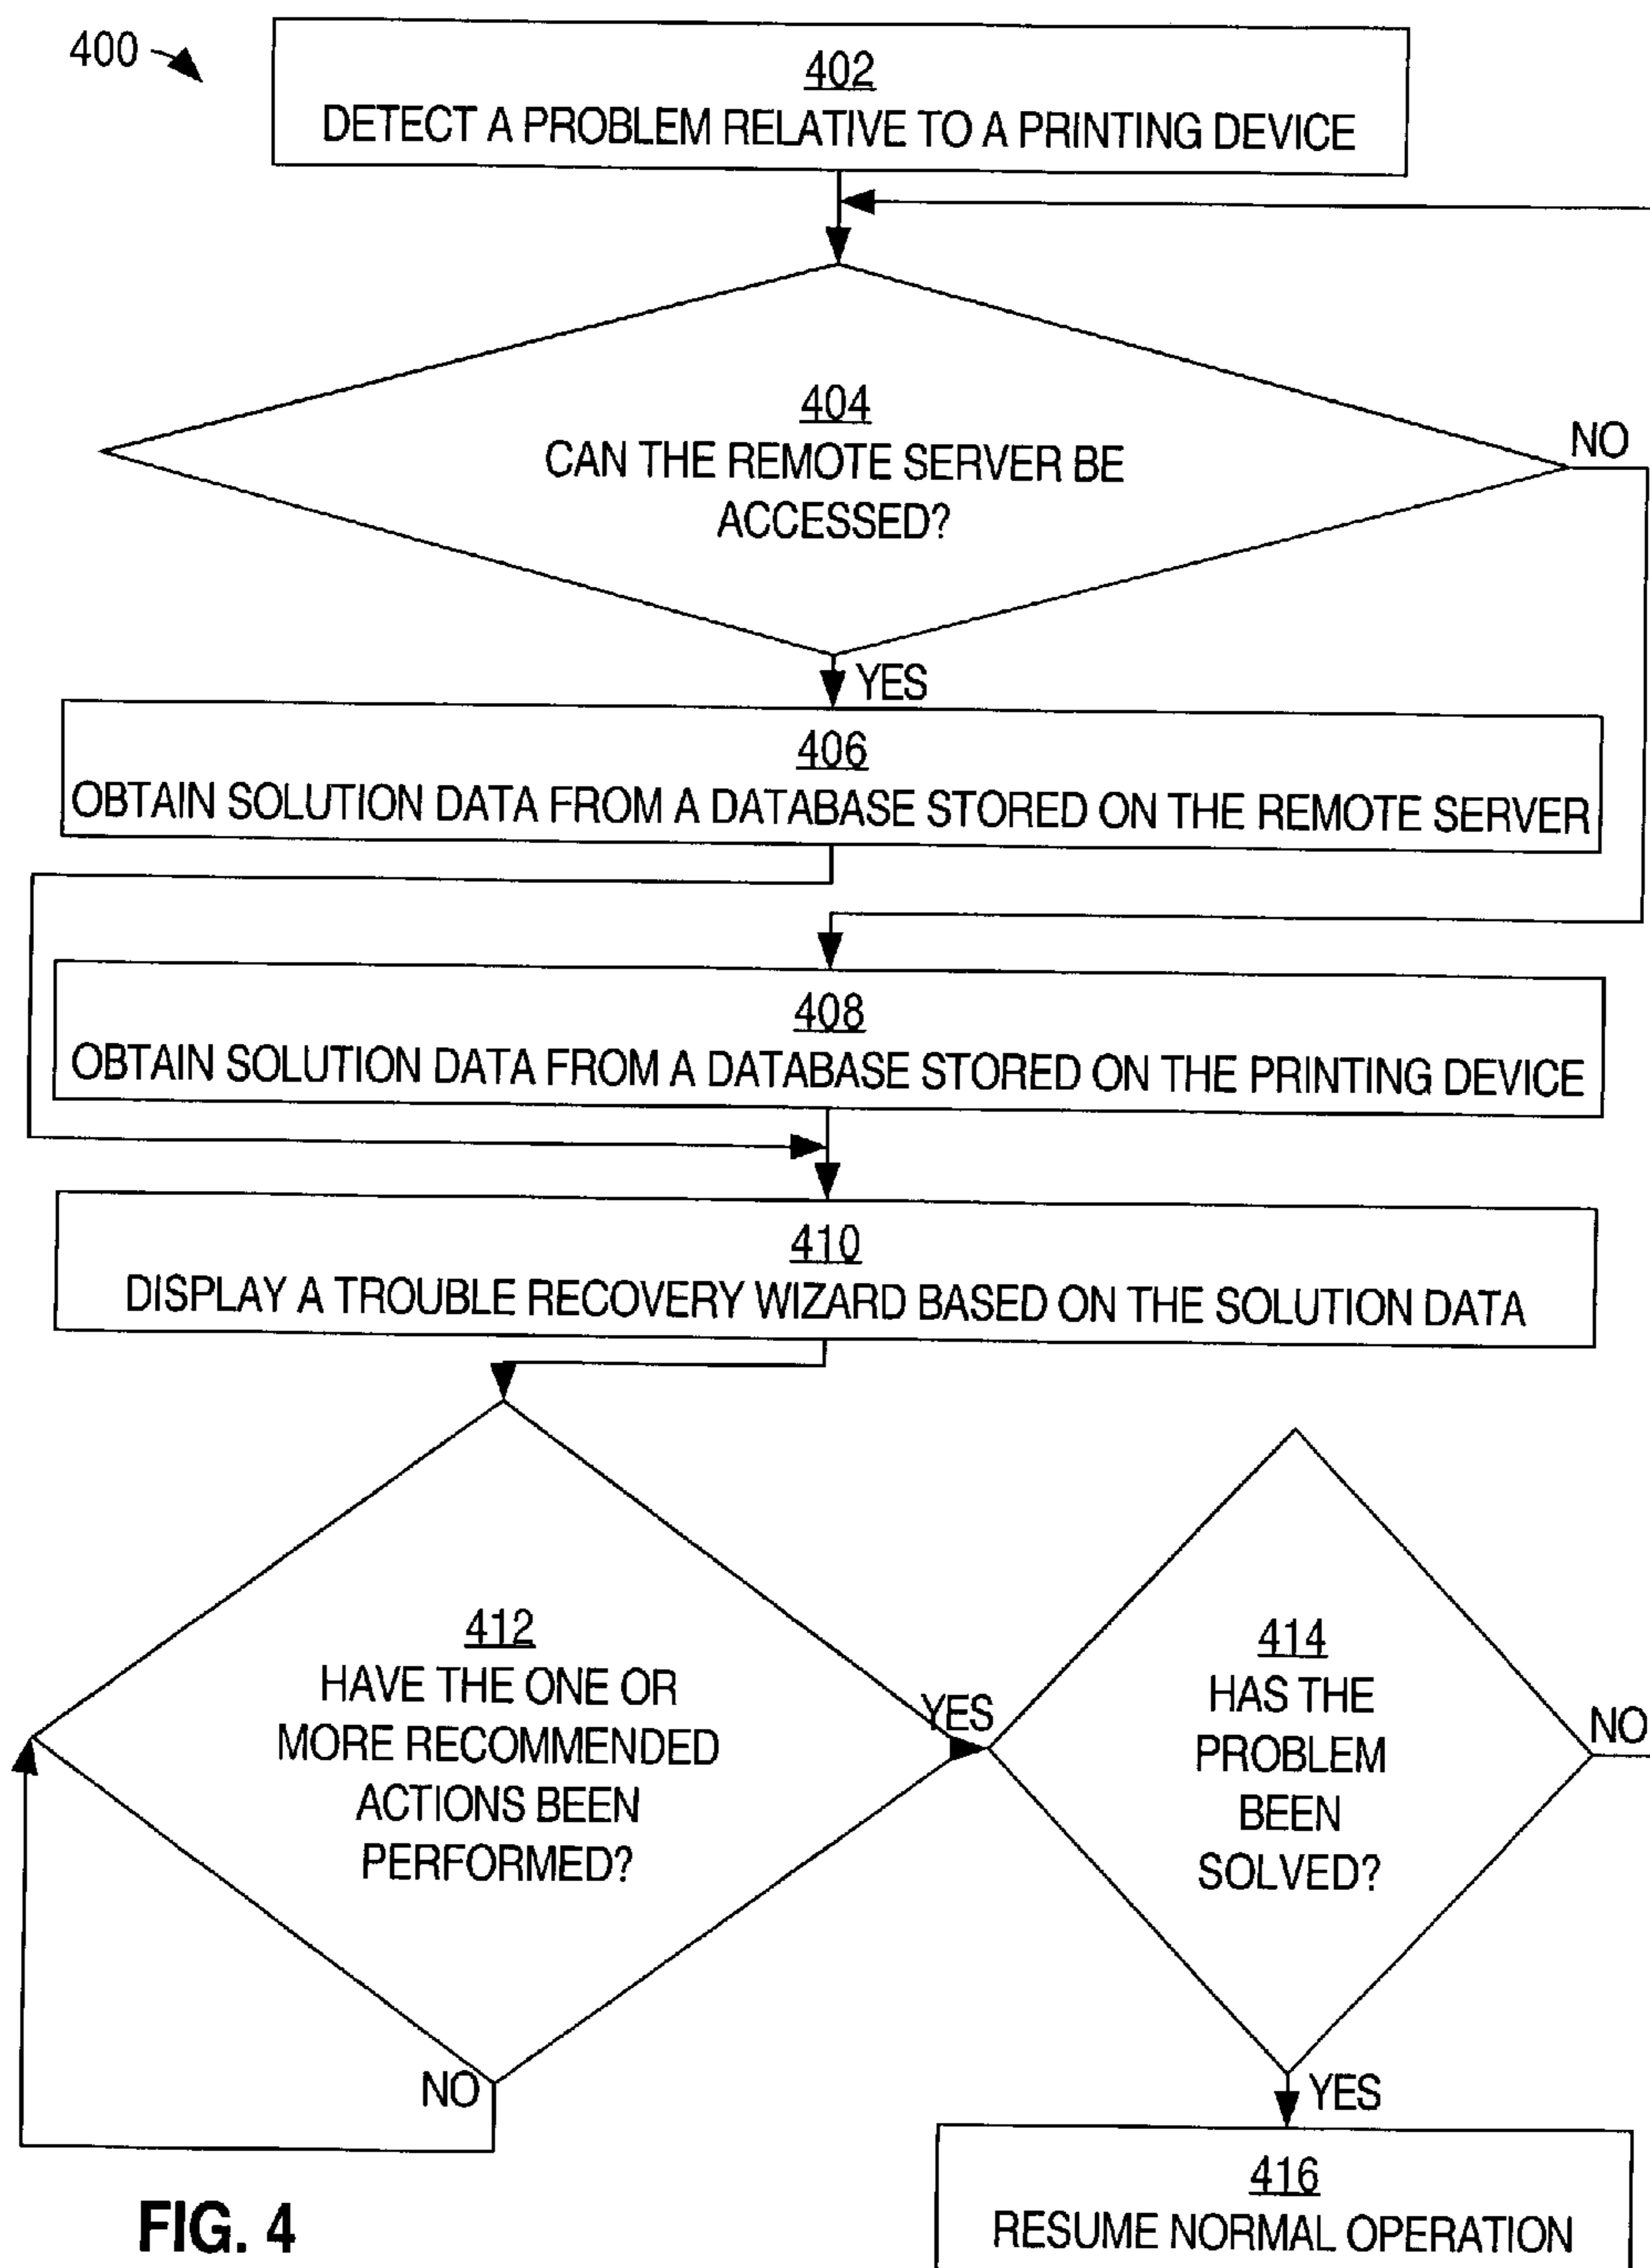 400
402
DETECT A PROBLEM RELATIVE TO A PRINTING DEVICE
404
CAN THE REMOTE SERVER BE
ACCESSED?
NO
YES
406
OBTAIN SOLUTION DATA FROM A DATABASE STORED ON THE REMOTE SERVER
408
OBTAIN SOLUTION DATA FROM A DATABASE STORED ON THE PRINTING DEVICE
410
DISPLAY A TROUBLE RECOVERY WIZARD BASED ON THE SOLUTION DATA
412
HAVE THE ONE OR
MORE RECOMMENDED
ACTIONS BEEN
PERFORMED?
YES
NO
414
HAS THE
PROBLEM
BEEN
SOLVED?
NO
YES
416
RESUME NORMAL OPERATION
FIG. 4